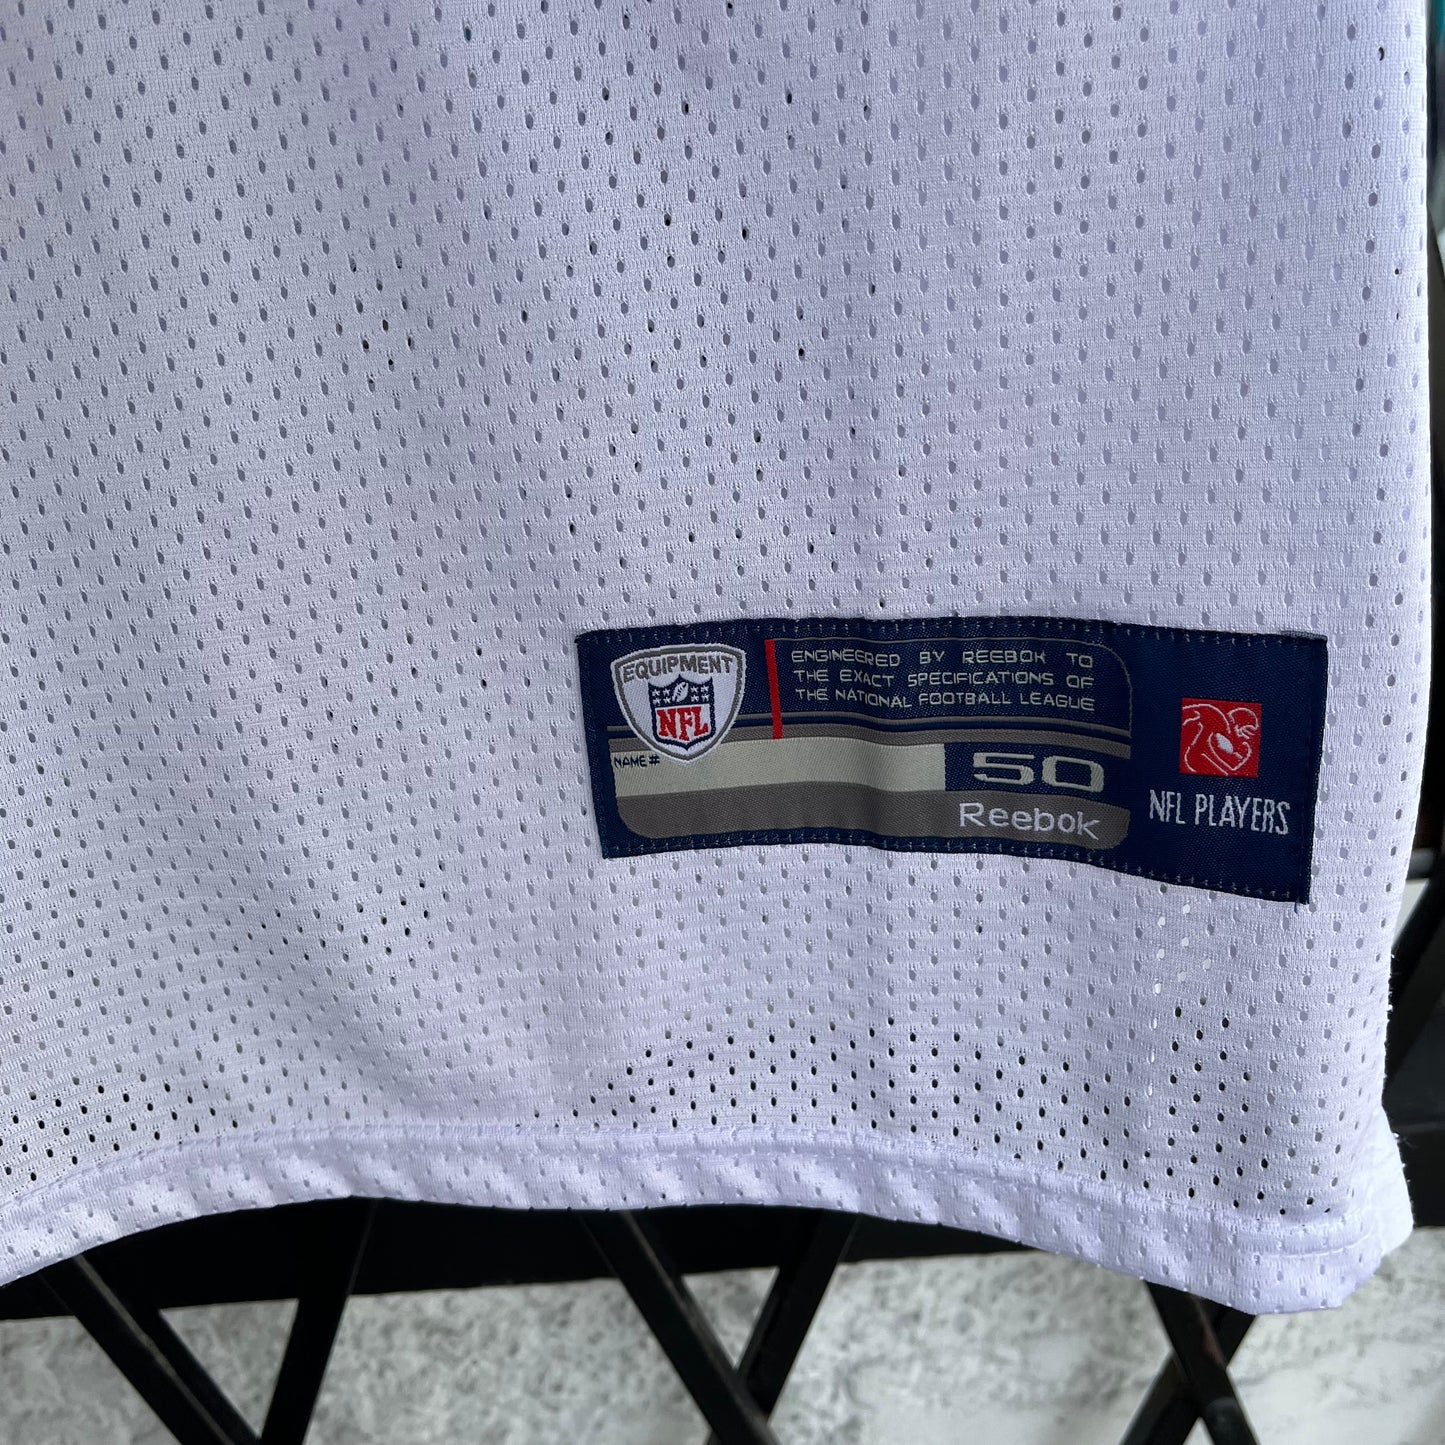 EQUIPMENT
NFL
ENGINEERED BY REEBOK TO
THE EXACT SPECIFICATIONS OF
THE NATIONAL FOOTBALL LEAGUE
NAME #
50
Reebok
NFL PLAYERS